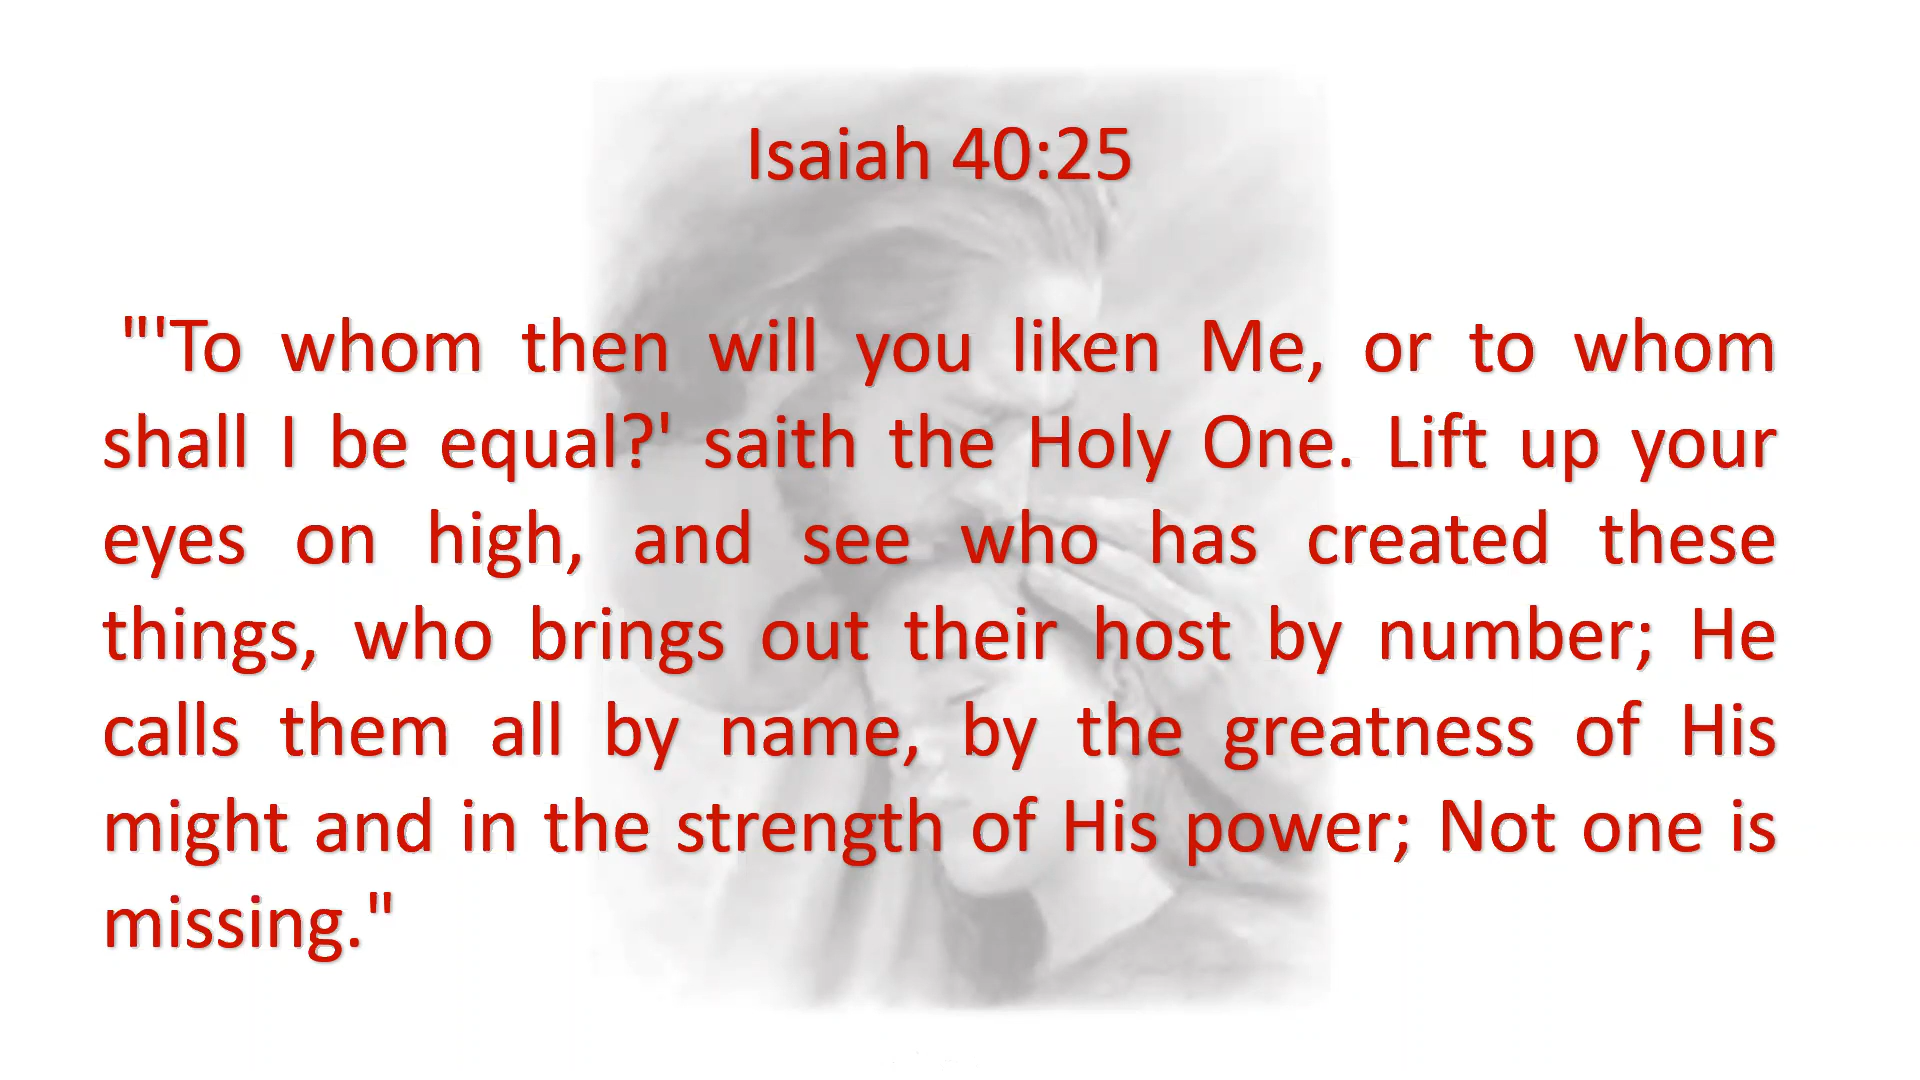 Isaiah 40:25
"'To whom then will you liken Me, or to whom
shall I be equal?' saith the Holy One. Lift up your
eyes on high, and see who has created these
things, who brings out their host by number; He
calls them all by name, by the greatness of His
might and in the strength of His power; Not one is
missing."